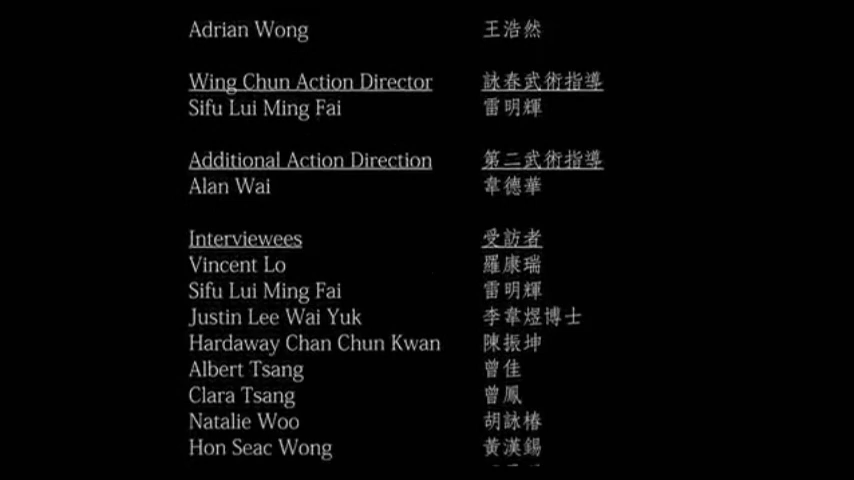 Adrian Wong 王浩然
Wing Chun Action Director 詠春武術指導
Sifu Lui Ming Fai 雷明輝
Additional Action Direction 第二武術指導
Alan Wai 韋德華
Interviewees 受訪者
Vincent Lo 羅康瑞
Sifu Lui Ming Fai 雷明輝
Justin Lee Wai Yuk 李韋煜博士
Hardaway Chan Chun Kwan 陳振坤
Albert Tsang 曾佳
Clara Tsang 曾鳳
Natalie Woo 胡詠椿
Hon Seac Wong 黃漢錫